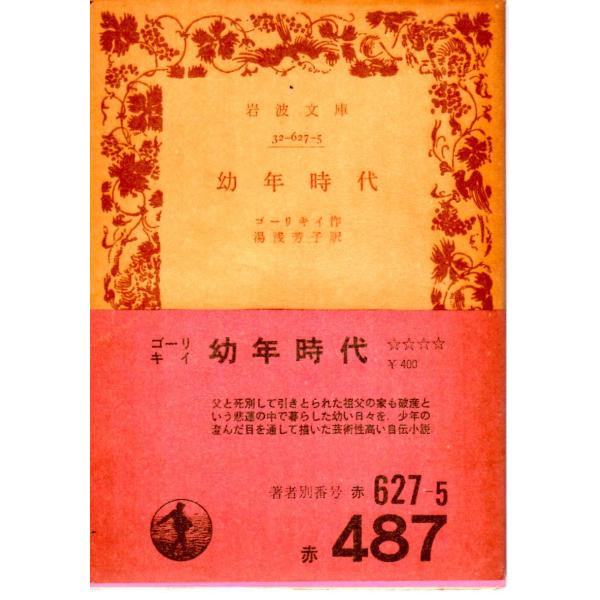 岩波文庫
32-627-5
幼年時代
ゴーリキイ作
湯浅芳子訳
ゴーリキイ 幼年時代 ☆☆☆☆
¥400
父と死別して引きとられた祖父の家も破産と
いう悲運の中で暮らした幼い日々を,少年の
澄んだ目を通して描いた芸術性高い自伝小説
著者別番号 赤 627-5
赤 487